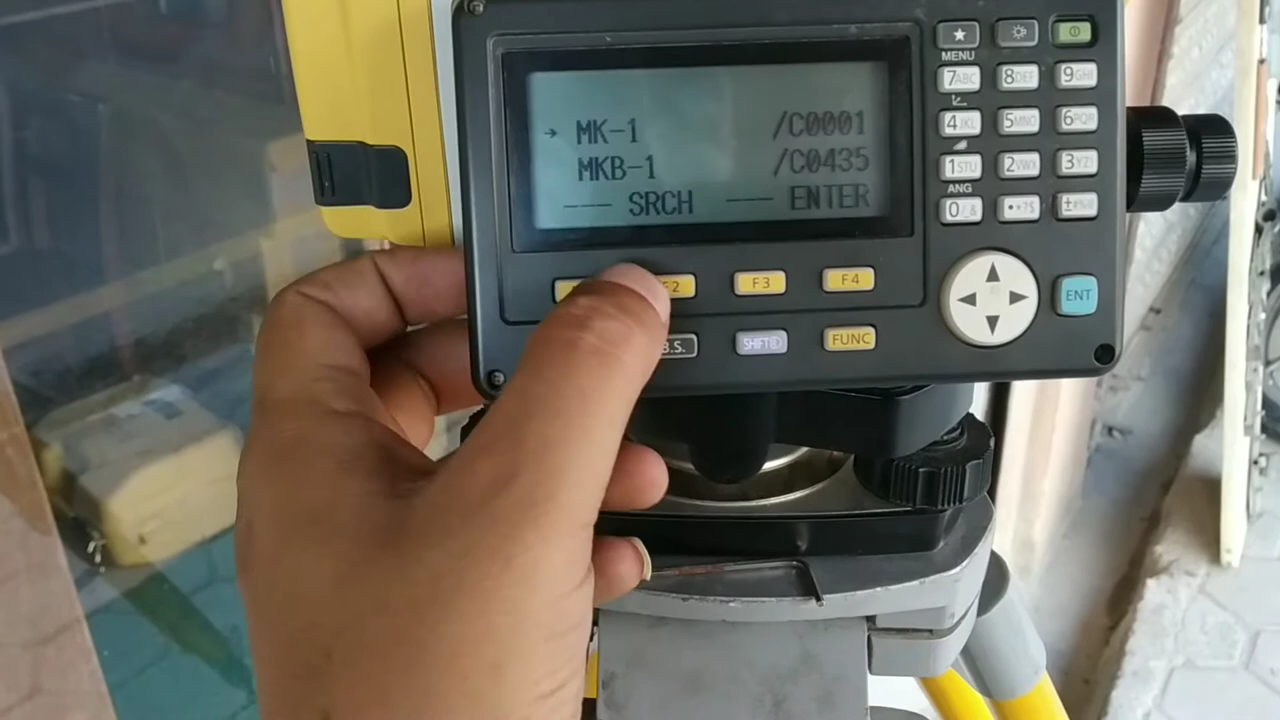 → MK-1 /C0001
MKB-1 /C0435
--- SRCH --- ENTER
F3
F4
B.S.
SHIFT
FUNC
ENT
★
MENU
7ABC 8DEF 9GHI
4JKL 5MNO 6PQR
1STU 2VWX 3YZ
ANG
0